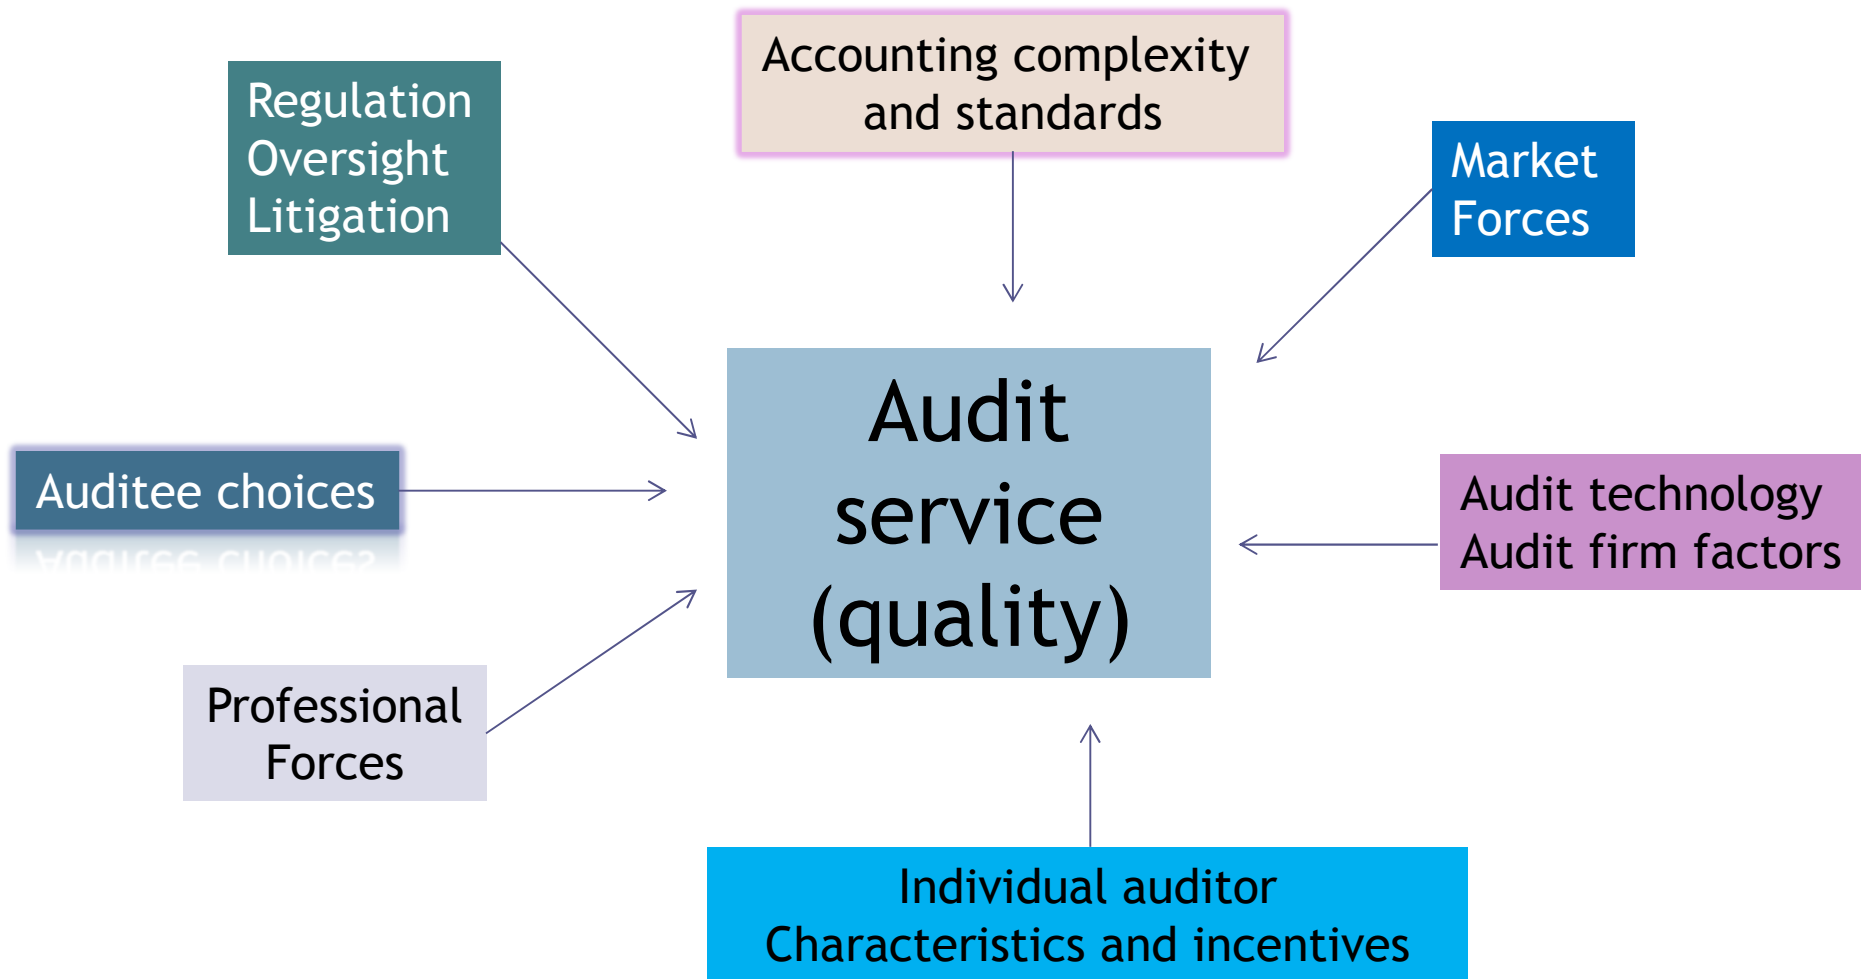 Accounting complexity
and standards
Regulation
Oversight
Litigation
Market
Forces
Audit
service
(quality)
Auditee choices
Audit technology
Audit firm factors
Professional
Forces
Individual auditor
Characteristics and incentives